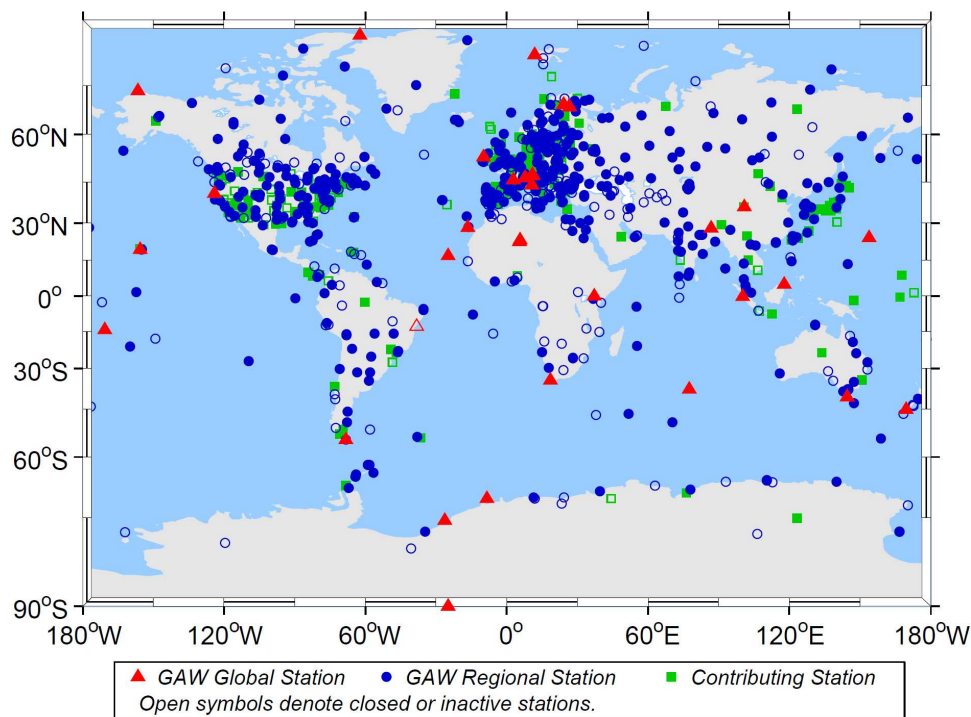 60°N
30°N
0°
30°S
60°S
90°S
180°W 120°W 60°W 0° 60°E 120°E 180°W
GAW Global Station GAW Regional Station Contributing Station
Open symbols denote closed or inactive stations.